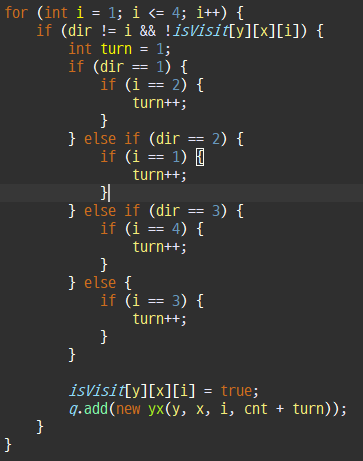 for (int i = 1; i <= 4; i++) {
    if (dir != i && !isVisit[y][x][i]) {
        int turn = 1;
        if (dir == 1) {
            if (i == 2) {
                turn++;
            }
        } else if (dir == 2) {
            if (i == 1) {
                turn++;
            }
        } else if (dir == 3) {
            if (i == 4) {
                turn++;
            }
        } else {
            if (i == 3) {
                turn++;
            }
        }

        isVisit[y][x][i] = true;
        q.add(new yx(y, x, i, cnt + turn));
    }
}